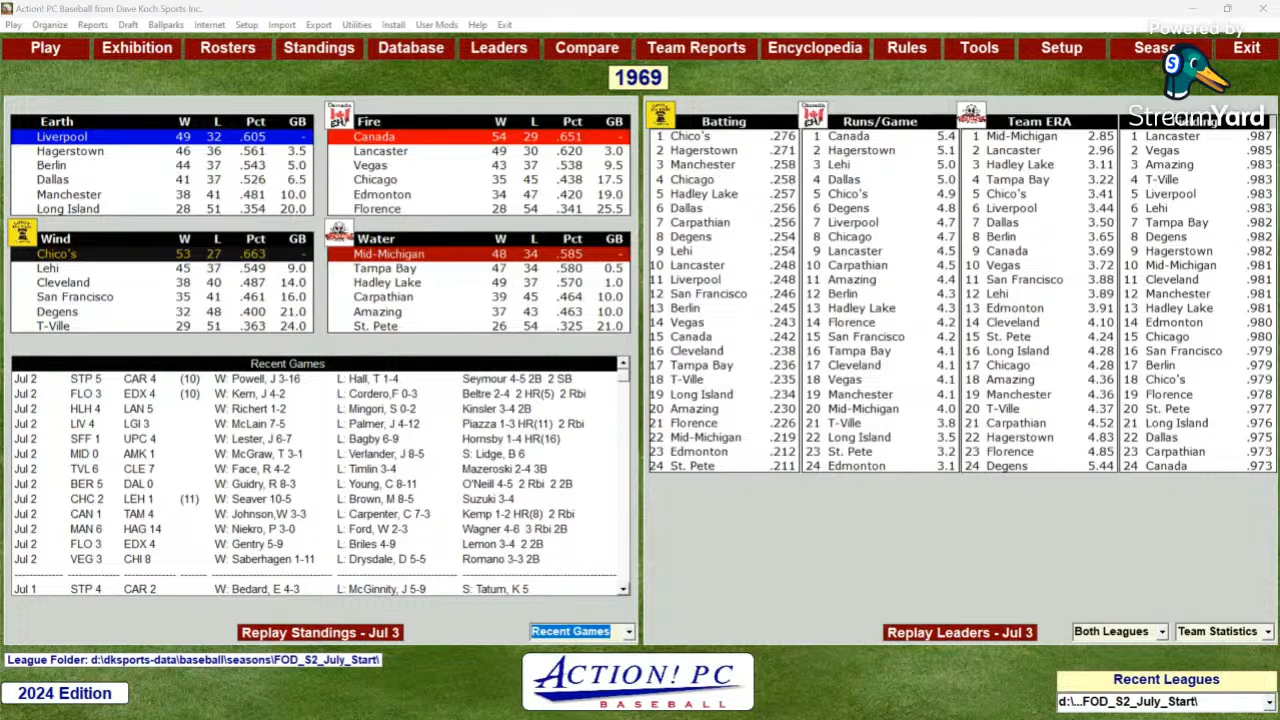 Action! PC Baseball from Dave Koch Sports Inc.
Play Organize Reports Draft Ballparks Internet Setup Import Export Utilities Install User Mods Help Exit
Powered by
Play Exhibition Rosters Standings Database Leaders Compare Team Reports Encyclopedia Rules Tools Setup Exit
StreamYard
1969
Earth W L Pct GB
Liverpool 49 32 .605 -
Hagerstown 46 36 .561 3.5
Berlin 44 37 .543 5.0
Dallas 41 37 .526 6.5
Manchester 38 41 .481 10.0
Long Island 28 51 .354 20.0
Fire W L Pct GB
Canada 54 29 .651 -
Lancaster 49 30 .620 3.0
Vegas 43 37 .538 9.5
Chicago 35 45 .438 17.5
Edmonton 34 47 .420 19.0
Florence 28 54 .341 25.5
Wind W L Pct GB
Chico's 53 27 .663 -
Lehi 45 37 .549 9.0
Cleveland 38 40 .487 14.0
San Francisco 35 41 .461 16.0
Degens 32 48 .400 21.0
T-Ville 29 51 .363 24.0
Water W L Pct GB
Mid-Michigan 48 34 .585 -
Tampa Bay 47 34 .580 0.5
Hadley Lake 49 37 .570 1.0
Carpathian 39 45 .464 10.0
Amazing 37 43 .463 10.0
St. Pete 26 54 .325 21.0
Recent Games
Jul 2 STP 5 CAR 4 (10) W: Powell, J 3-16 L: Hall, T 1-4 Seymour 4-5 2B 2 SB
Jul 2 FLO 3 EDX 4 (10) W: Kern, J 4-2 L: Cordero,F 0-3 Beltre 2-4 2 HR(5) 2 Rbi
Jul 2 HLH 4 LAN 5 W: Richert 1-2 L: Mingori, S 0-2 Kinsler 3-4 2B
Jul 2 LIV 4 LGI 3 W: McLain 7-5 L: Palmer, J 4-12 Piazza 1-3 HR(11) 2 Rbi
Jul 2 SFF 1 UPC 4 W: Lester, J 6-7 L: Bagby 6-9 Hornsby 1-4 HR(16)
Jul 2 MID 0 AMK 1 W: McGraw, T 3-1 L: Verlander, J 8-5 S: Lidge, B 6
Jul 2 TVL 6 CLE 7 W: Face, R 4-2 L: Timlin 3-4 Mazeroski 2-4 3B
Jul 2 BER 5 DAL 0 W: Guidry, R 8-3 L: Young, C 8-11 O'Neill 4-5 2 Rbi 2 2B
Jul 2 CHC 2 LEH 1 (11) W: Seaver 10-5 L: Brown, M 8-5 Suzuki 3-4
Jul 2 CAN 1 TAM 4 W: Johnson,W 3-3 L: Carpenter, C 7-3 Kemp 1-2 HR(8) 2 Rbi
Jul 2 MAN 6 HAG 14 W: Niekro, P 3-0 L: Ford, W 2-3 Wagner 4-6 3 Rbi 2B
Jul 2 FLO 3 EDX 4 W: Gentry 5-9 L: Briles 4-9 Lemon 3-4 2 2B
Jul 2 VEG 3 CHI 8 W: Saberhagen 1-11 L: Drysdale, D 5-5 Romano 3-3 2B
Jul 1 STP 4 CAR 2 W: Bedard, E 4-3 L: McGinnity, J 5-9 S: Tatum, K 5
Replay Standings - Jul 3 Recent Games
Batting Runs/Game Team ERA
1 Chico's .276 1 Canada 5.4 1 Mid-Michigan 2.85 1 Lancaster .987
2 Hagerstown .271 2 Hagerstown 5.1 2 Lancaster 2.96 2 Vegas .985
3 Manchester .258 3 Lehi 5.0 3 Hadley Lake 3.11 3 Amazing .983
4 Chicago .258 4 Dallas 5.0 4 Tampa Bay 3.22 4 T-Ville .983
5 Hadley Lake .257 5 Chico's 4.9 5 Chico's 3.41 5 Liverpool .983
6 Dallas .256 6 Degens 4.8 6 Liverpool 3.44 6 Lehi .983
7 Carpathian .256 7 Liverpool 4.7 7 Dallas 3.50 7 Tampa Bay .982
8 Degens .254 8 Chicago 4.7 8 Berlin 3.65 8 Degens .982
9 Lehi .254 9 Lancaster 4.5 9 Canada 3.69 9 Hagerstown .982
10 Lancaster .248 10 Carpathian 4.5 10 Vegas 3.72 10 Mid-Michigan .981
11 Liverpool .248 11 Amazing 4.4 11 San Francisco 3.88 11 Cleveland .981
12 San Francisco .246 12 Berlin 4.3 12 Lehi 3.89 12 Manchester .981
13 Berlin .245 13 Hadley Lake 4.3 13 Edmonton 3.91 13 Hadley Lake .981
14 Vegas .243 14 Florence 4.2 14 Cleveland 4.10 14 Edmonton .980
15 Canada .242 15 San Francisco 4.2 15 St. Pete 4.24 15 Chicago .980
16 Cleveland .238 16 Tampa Bay 4.1 16 Long Island 4.28 16 San Francisco .979
17 Tampa Bay .236 17 Cleveland 4.1 17 Chicago 4.28 17 Berlin .979
18 T-Ville .235 18 Vegas 4.1 18 Amazing 4.36 18 Chico's .979
19 Long Island .234 19 Manchester 4.1 19 Manchester 4.36 19 Florence .978
20 Amazing .230 20 Mid-Michigan 4.0 20 T-Ville 4.37 20 St. Pete .977
21 Florence .226 21 T-Ville 3.8 21 Carpathian 4.52 21 Long Island .976
22 Mid-Michigan .219 22 Long Island 3.5 22 Hagerstown 4.83 22 Dallas .975
23 Edmonton .212 23 St. Pete 3.2 23 Florence 4.85 23 Carpathian .973
24 St. Pete .211 24 Edmonton 3.1 24 Degens 5.44 24 Canada .973
Replay Leaders - Jul 3 Both Leagues Team Statistics
League Folder: d:\dksports-data\baseball\seasons\FOD_S2_July_Start\
2024 Edition
ACTION! PC
BASEBALL
Recent Leagues
d:\...FOD_S2_July_Start\